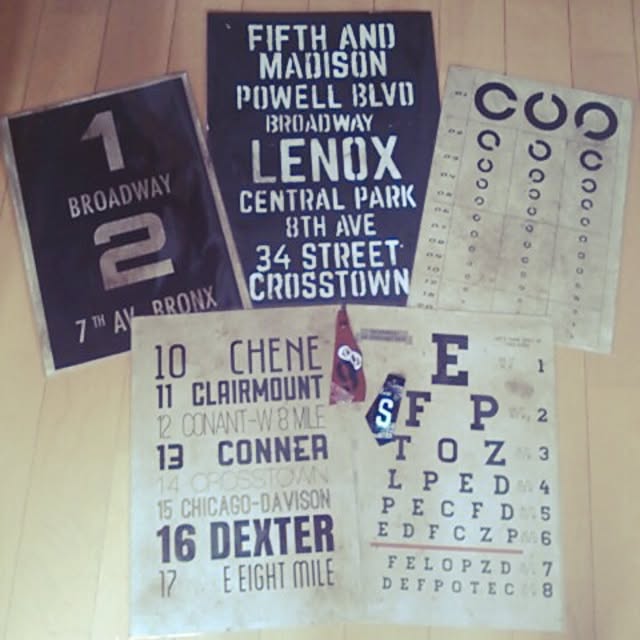 FIFTH AND
MADISON
POWELL BLVD
BROADWAY
LENOX
CENTRAL PARK
8TH AVE
34 STREET
CROSSTOWN
1
BROADWAY
2
7TH AV BRONX
10 CHENE
11 CLAIRMOUNT
12 CONANT-W 8 MILE
13 CONNER
14 CROSSTOWN
15 CHICAGO-DAVISON
16 DEXTER
17 E EIGHT MILE
S
E 1
F P 2
T O Z 3
L P E D 4
P E C F D 5
E D F C Z P 6
F E L O P Z D 7
D E F P O T E C 8